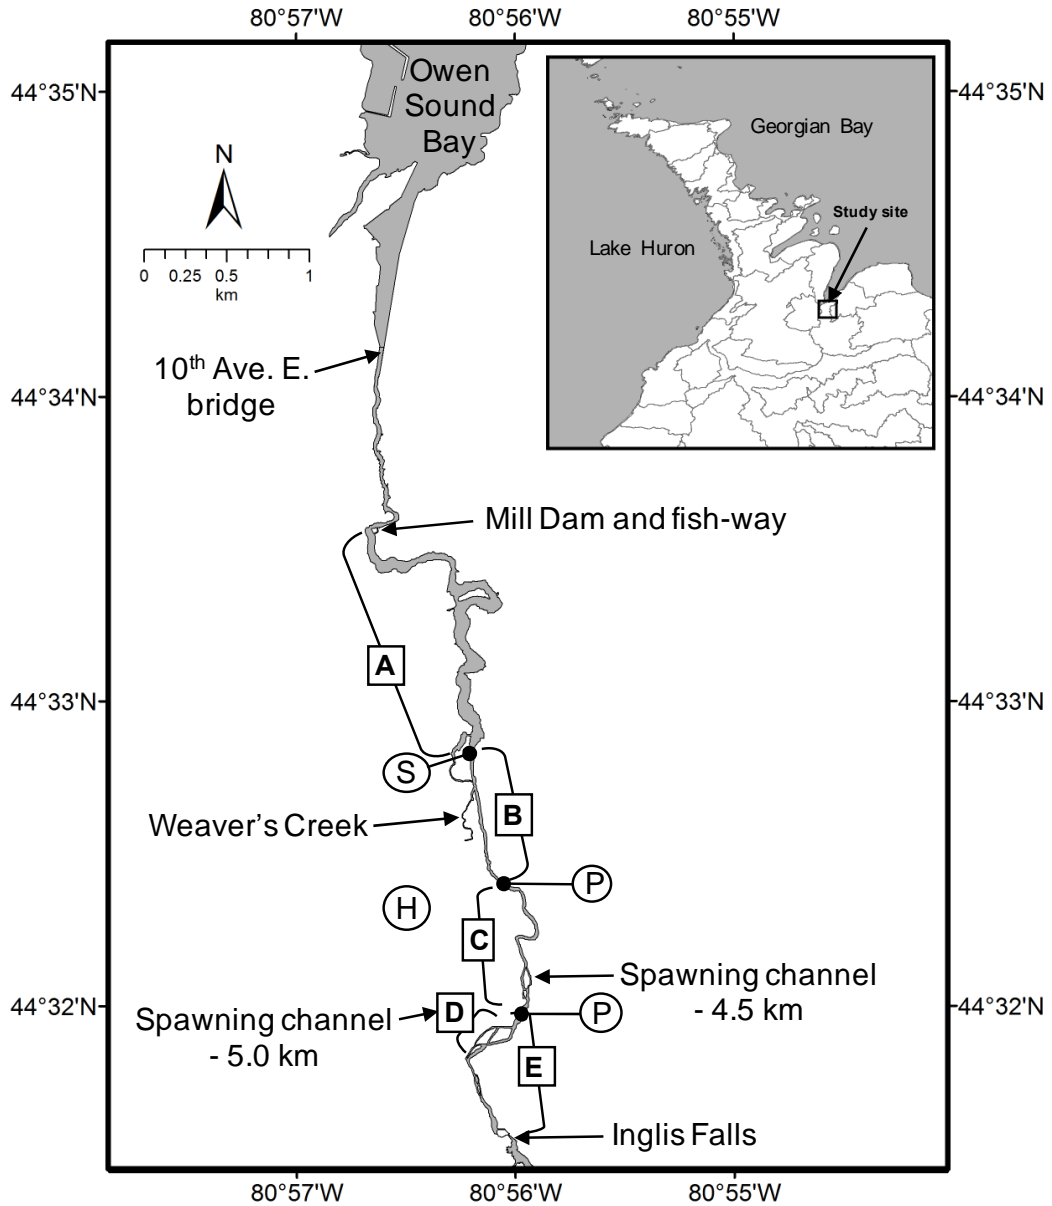 80°57'W 80°56'W 80°55'W
44°35'N 44°35'N
Owen
Sound
Bay
Georgian Bay
N
Study site
Lake Huron
0 0.25 0.5 1
km
10th Ave. E.
bridge
44°34'N 44°34'N
Mill Dam and fish-way
A
44°33'N 44°33'N
S
B
Weaver's Creek
P
H
C
Spawning channel
- 4.5 km
44°32'N 44°32'N
D
P
Spawning channel
- 5.0 km
E
Inglis Falls
80°57'W 80°56'W 80°55'W